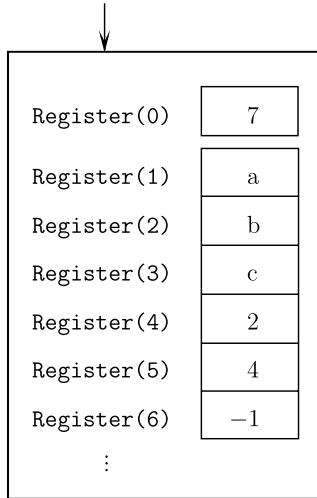 Register(0) 7
Register(1) a
Register(2) b
Register(3) c
Register(4) 2
Register(5) 4
Register(6) −1
⋮